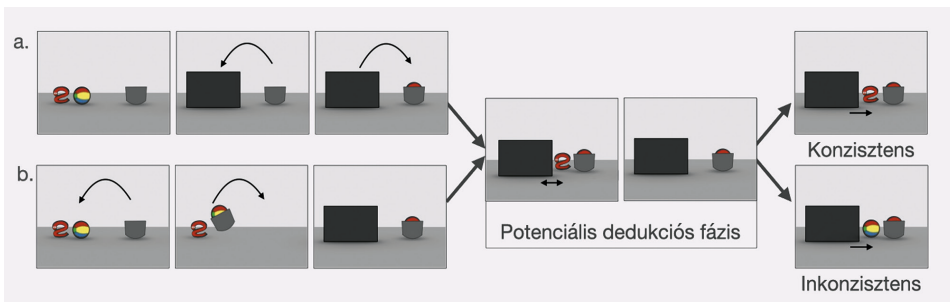 a.
b.
Potenciális dedukciós fázis
Konzisztens
Inkonzisztens